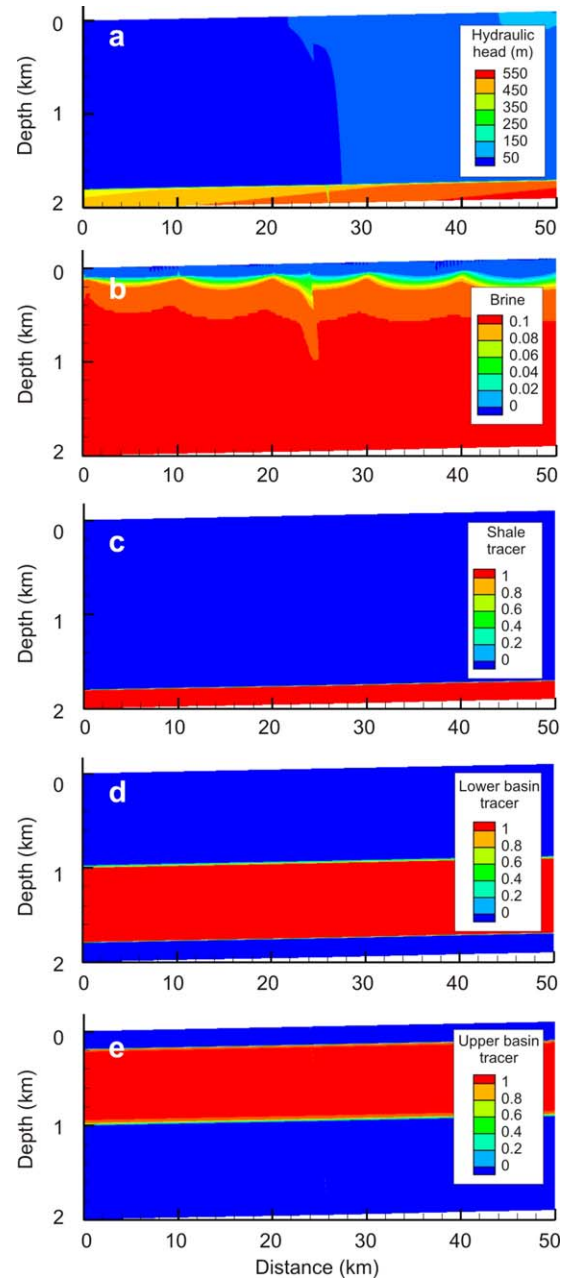 a
Hydraulic
head (m)
550
450
350
250
150
50
0
1
2
Depth (km)
0 10 20 30 40 50
b
Brine
0.1
0.08
0.06
0.04
0.02
0
0
1
2
Depth (km)
0 10 20 30 40 50
c
Shale
tracer
1
0.8
0.6
0.4
0.2
0
0
1
2
Depth (km)
0 10 20 30 40 50
d
Lower basin
tracer
1
0.8
0.6
0.4
0.2
0
0
1
2
Depth (km)
0 10 20 30 40 50
e
Upper basin
tracer
1
0.8
0.6
0.4
0.2
0
0
1
2
Depth (km)
0 10 20 30 40 50
Distance (km)